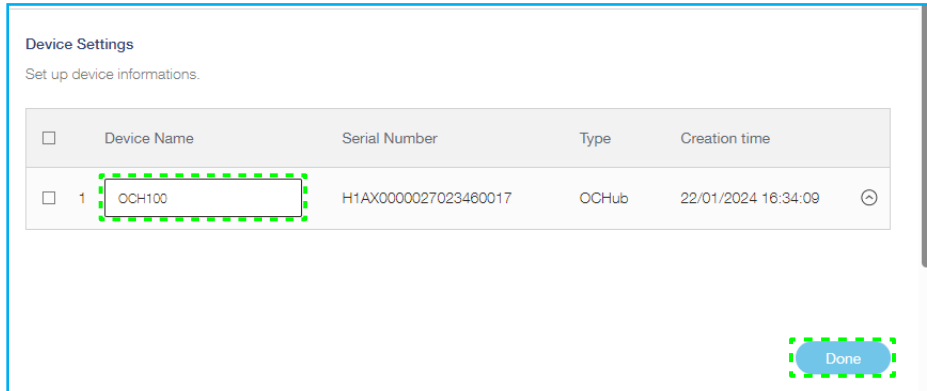 Device Settings
Set up device informations.
Device Name Serial Number Type Creation time
1 OCH100 H1AX0000027023460017 OCHub 22/01/2024 16:34:09
Done